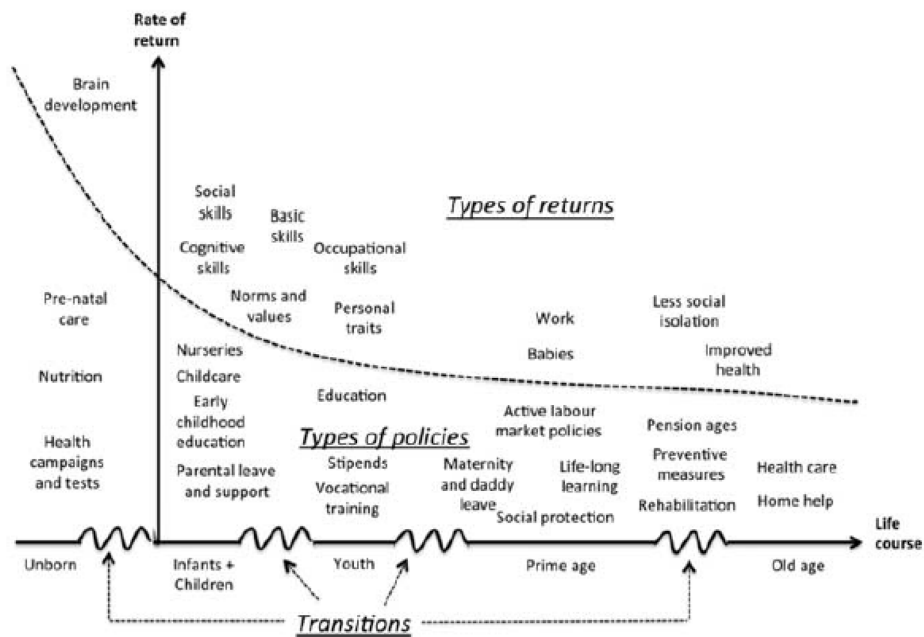 Rate of
return
Brain
development
Social
skills
Basic
skills
Types of returns
Cognitive
skills
Occupational
skills
Pre-natal
care
Norms and
values
Personal
traits
Work
Less social
isolation
Nurseries
Babies
Improved
health
Nutrition
Childcare
Education
Early
childhood
education
Active labour
market policies
Pension ages
Types of policies
Health
campaigns
and tests
Parental leave
and support
Stipends
Vocational
training
Maternity
and daddy
leave
Life-long
learning
Preventive
measures
Health care
Rehabilitation
Home help
Social protection
Life
course
Unborn
Infants +
Children
Youth
Prime age
Old age
Transitions